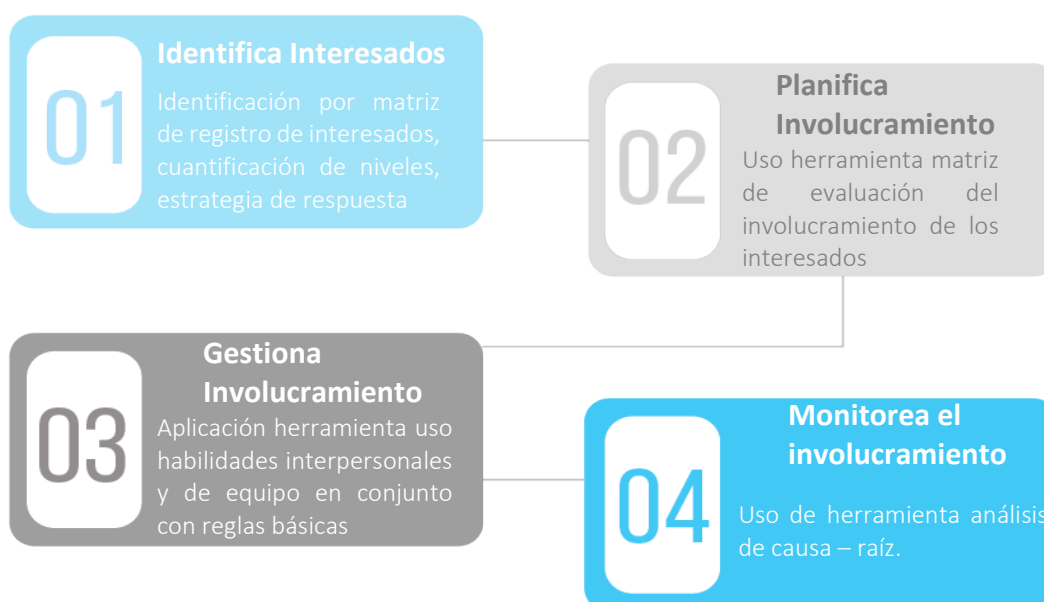 01
Identifica Interesados
Identificación por matriz
de registro de interesados,
cuantificación de niveles,
estrategia de respuesta
02
Planifica
Involucramiento
Uso herramienta matriz
de evaluación del
involucramiento de los
interesados
03
Gestiona
Involucramiento
Aplicación herramienta uso
habilidades interpersonales
y de equipo en conjunto
con reglas básicas
04
Monitorea el
involucramiento
Uso de herramienta análisis
de causa – raíz.